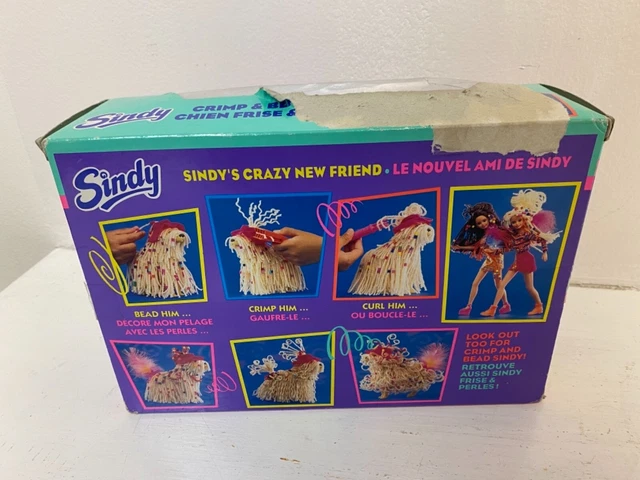 Sindy
CRIMP & BE
CHIEN FRISE &
Sindy
SINDY'S CRAZY NEW FRIEND • LE NOUVEL AMI DE SINDY
BEAD HIM ...
DECORE MON PELAGE
AVEC LES PERLES ...
CRIMP HIM ...
GAUFRE-LE ...
CURL HIM ...
OU BOUCLE-LE ...
LOOK OUT
TOO FOR
CRIMP AND
BEAD SINDY!
RETROUVE
AUSSI SINDY
FRISE &
PERLES !